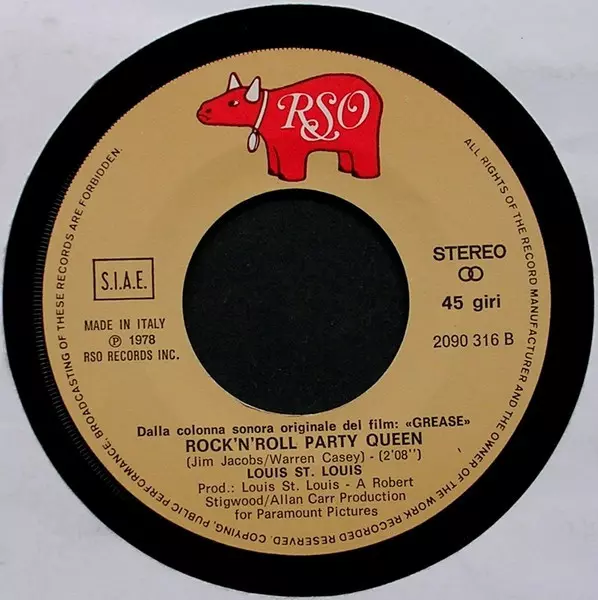 RSO
ALL RIGHTS OF THE RECORD MANUFACTURER AND THE OWNER OF THE WORK RECORDED RESERVED. COPYING, PUBLIC PERFORMANCE, BROADCASTING OF THESE RECORDS ARE FORBIDDEN.
S.I.A.E.
MADE IN ITALY
℗ 1978
RSO RECORDS INC.
STEREO
45 giri
2090 316 B
Dalla colonna sonora originale del film: «GREASE»
ROCK'N'ROLL PARTY QUEEN
(Jim Jacobs/Warren Casey) - (2'08'')
LOUIS ST. LOUIS
Prod.: Louis St. Louis - A Robert
Stigwood/Allan Carr Production
for Paramount Pictures